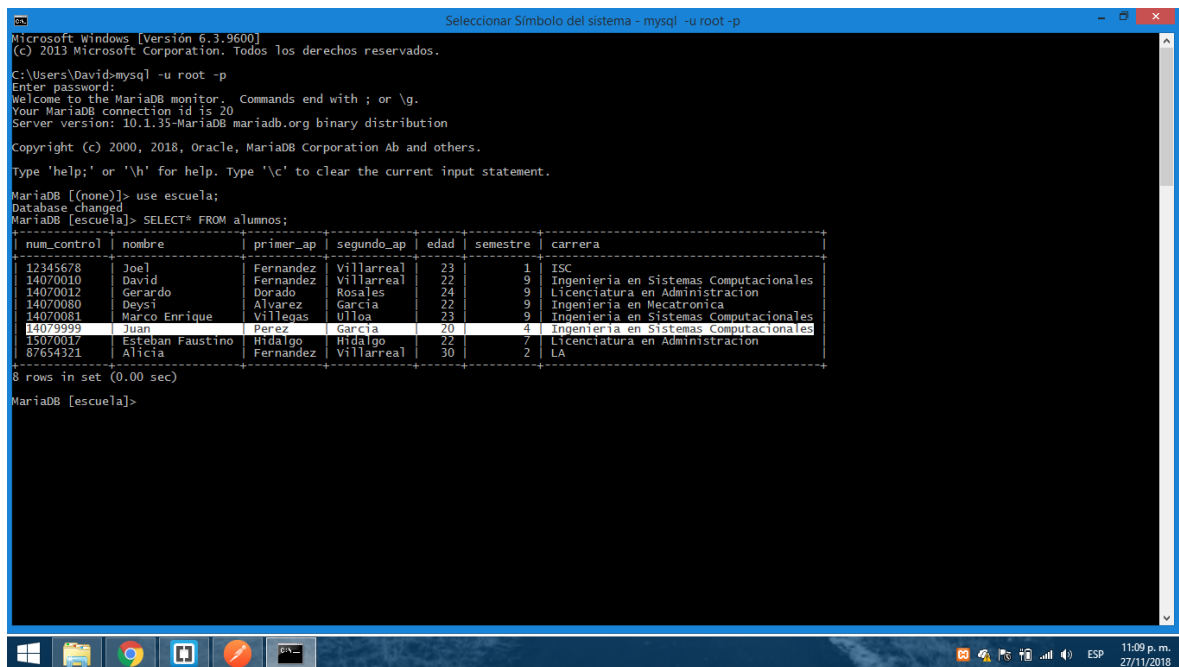 Seleccionar Símbolo del sistema - mysql -u root -p
Microsoft Windows [Versión 6.3.9600]
(c) 2013 Microsoft Corporation. Todos los derechos reservados.
C:\Users\David>mysql -u root -p
Enter password:
Welcome to the MariaDB monitor.  Commands end with ; or \g.
Your MariaDB connection id is 20
Server version: 10.1.35-MariaDB mariadb.org binary distribution
Copyright (c) 2000, 2018, Oracle, MariaDB Corporation Ab and others.
Type 'help;' or '\h' for help. Type '\c' to clear the current input statement.
MariaDB [(none)]> use escuela;
Database changed
MariaDB [escuela]> SELECT* FROM alumnos;
| num_control | nombre | primer_ap | segundo_ap | edad | semestre | carrera |
| 12345678 | Joel | Fernandez | Villarreal | 23 | 1 | ISC |
| 14070010 | David | Fernandez | Villarreal | 22 | 9 | Ingenieria en Sistemas Computacionales |
| 14070012 | Gerardo | Dorado | Rosales | 24 | 9 | Licenciatura en Administracion |
| 14070080 | Deysi | Alvarez | Garcia | 22 | 9 | Ingenieria en Mecatronica |
| 14070081 | Marco Enrique | Villegas | Ulloa | 23 | 9 | Ingenieria en Sistemas Computacionales |
| 14079999 | Juan | Perez | Garcia | 20 | 4 | Ingenieria en Sistemas Computacionales |
| 15070017 | Esteban Faustino | Hidalgo | Hidalgo | 22 | 7 | Licenciatura en Administracion |
| 87654321 | Alicia | Fernandez | Villarreal | 30 | 2 | LA |
8 rows in set (0.00 sec)
MariaDB [escuela]>
ESP
11:09 p. m.
27/11/2018